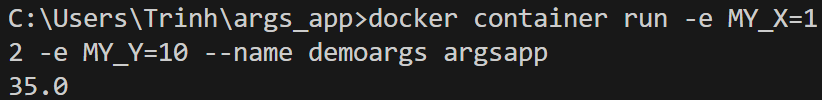 C:\Users\Trinh\args_app>docker container run -e MY_X=1
2 -e MY_Y=10 --name demoargs argsapp
35.0